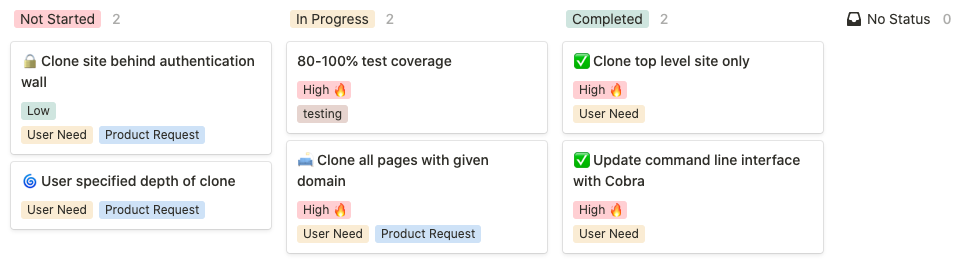 Not Started 2
🔒 Clone site behind authentication
wall
Low
User Need Product Request
🌀 User specified depth of clone
User Need Product Request
In Progress 2
80-100% test coverage
High 🔥
testing
🛋️ Clone all pages with given
domain
High 🔥
User Need Product Request
Completed 2
✅ Clone top level site only
High 🔥
User Need
✅ Update command line interface
with Cobra
High 🔥
User Need
No Status 0